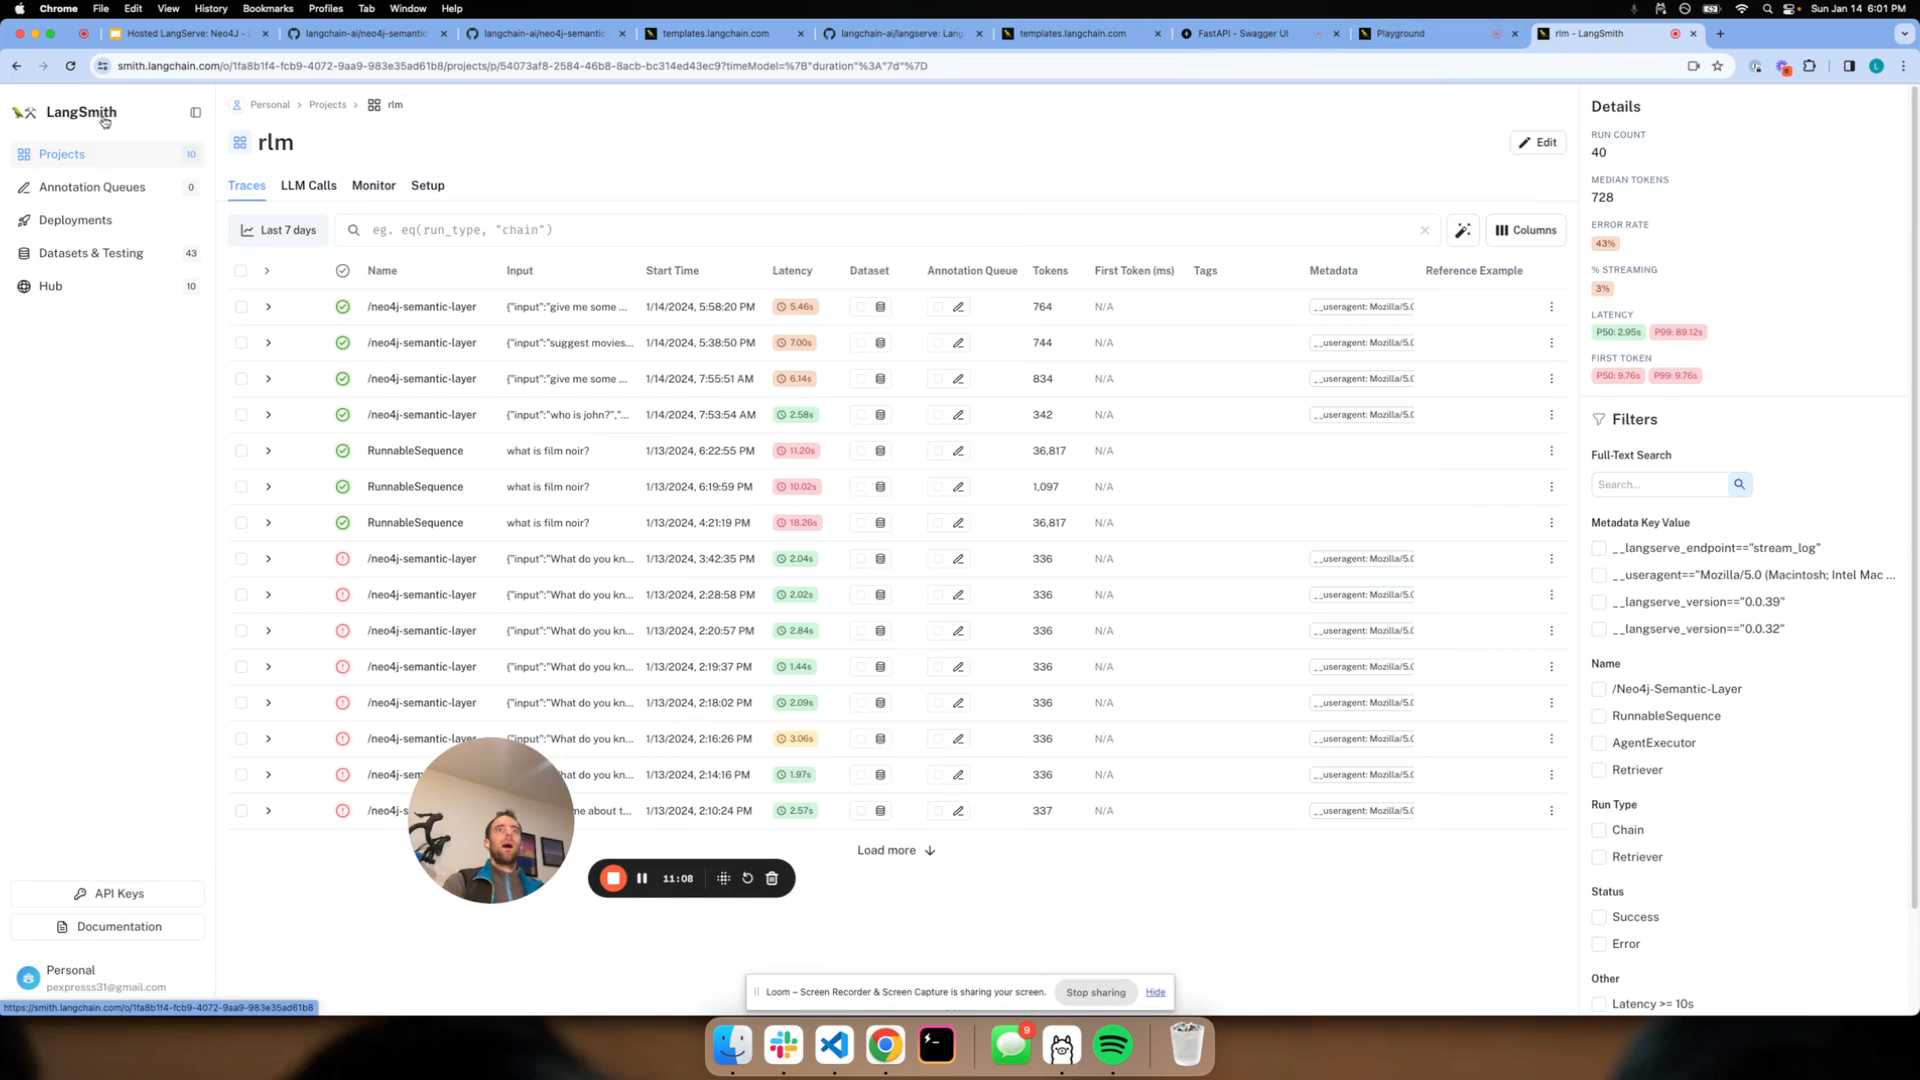 Chrome File Edit View History Bookmarks Profiles Tab Window Help
Sun Jan 14 6:01 PM
Hosted LangServe: Neo4J -
langchain-ai/neo4j-semantic
langchain-ai/neo4j-semantic
templates.langchain.com
langchain-ai/langserve: Lang
templates.langchain.com
FastAPI - Swagger UI
Playground
rlm - LangSmith
smith.langchain.com/o/1fa8b1f4-fcb9-4072-9aa9-983e35ad61b8/projects/p/54073af8-2584-46b8-8acb-bc314ed43ec9?timeModel=%7B"duration"%3A"7d"%7D
LangSmith
Projects 10
Annotation Queues 0
Deployments
Datasets & Testing 43
Hub 10
API Keys
Documentation
Personal
pexpresss31@gmail.com
https://smith.langchain.com/o/1fa8b1f4-fcb9-4072-9aa9-983e35ad61b8
Personal > Projects > rlm
rlm
Edit
Traces LLM Calls Monitor Setup
Last 7 days
eg. eq(run_type, "chain")
Columns
Name Input Start Time Latency Dataset Annotation Queue Tokens First Token (ms) Tags Metadata Reference Example
/neo4j-semantic-layer {"input":"give me some ... 1/14/2024, 5:58:20 PM 5.46s 764 N/A __useragent: Mozilla/5.0
/neo4j-semantic-layer {"input":"suggest movies... 1/14/2024, 5:38:50 PM 7.00s 744 N/A __useragent: Mozilla/5.0
/neo4j-semantic-layer {"input":"give me some ... 1/14/2024, 7:55:51 AM 6.14s 834 N/A __useragent: Mozilla/5.0
/neo4j-semantic-layer {"input":"who is john?","... 1/14/2024, 7:53:54 AM 2.58s 342 N/A __useragent: Mozilla/5.0
RunnableSequence what is film noir? 1/13/2024, 6:22:55 PM 11.20s 36,817 N/A
RunnableSequence what is film noir? 1/13/2024, 6:19:59 PM 10.02s 1,097 N/A
RunnableSequence what is film noir? 1/13/2024, 4:21:19 PM 18.26s 36,817 N/A
/neo4j-semantic-layer {"input":"What do you kn... 1/13/2024, 3:42:35 PM 2.04s 336 N/A __useragent: Mozilla/5.0
/neo4j-semantic-layer {"input":"What do you kn... 1/13/2024, 2:28:58 PM 2.02s 336 N/A __useragent: Mozilla/5.0
/neo4j-semantic-layer {"input":"What do you kn... 1/13/2024, 2:20:57 PM 2.84s 336 N/A __useragent: Mozilla/5.0
/neo4j-semantic-layer {"input":"What do you kn... 1/13/2024, 2:19:37 PM 1.44s 336 N/A __useragent: Mozilla/5.0
/neo4j-semantic-layer {"input":"What do you kn... 1/13/2024, 2:18:02 PM 2.09s 336 N/A __useragent: Mozilla/5.0
/neo4j-semantic-layer {"input":"What do you kn... 1/13/2024, 2:16:26 PM 3.06s 336 N/A __useragent: Mozilla/5.0
/neo4j-sem hat do you kn... 1/13/2024, 2:14:16 PM 1.97s 336 N/A __useragent: Mozilla/5.0
/neo4j-s me about t... 1/13/2024, 2:10:24 PM 2.57s 337 N/A __useragent: Mozilla/5.0
Load more
11:08
Loom – Screen Recorder & Screen Capture is sharing your screen. Stop sharing Hide
Details
RUN COUNT
40
MEDIAN TOKENS
728
ERROR RATE
43%
% STREAMING
3%
LATENCY
P50: 2.95s P99: 89.12s
FIRST TOKEN
P50: 9.76s P99: 9.76s
Filters
Full-Text Search
Search...
Metadata Key Value
__langserve_endpoint=="stream_log"
__useragent=="Mozilla/5.0 (Macintosh; Intel Mac ...
__langserve_version=="0.0.39"
__langserve_version=="0.0.32"
Name
/Neo4j-Semantic-Layer
RunnableSequence
AgentExecutor
Retriever
Run Type
Chain
Retriever
Status
Success
Error
Other
Latency >= 10s
9